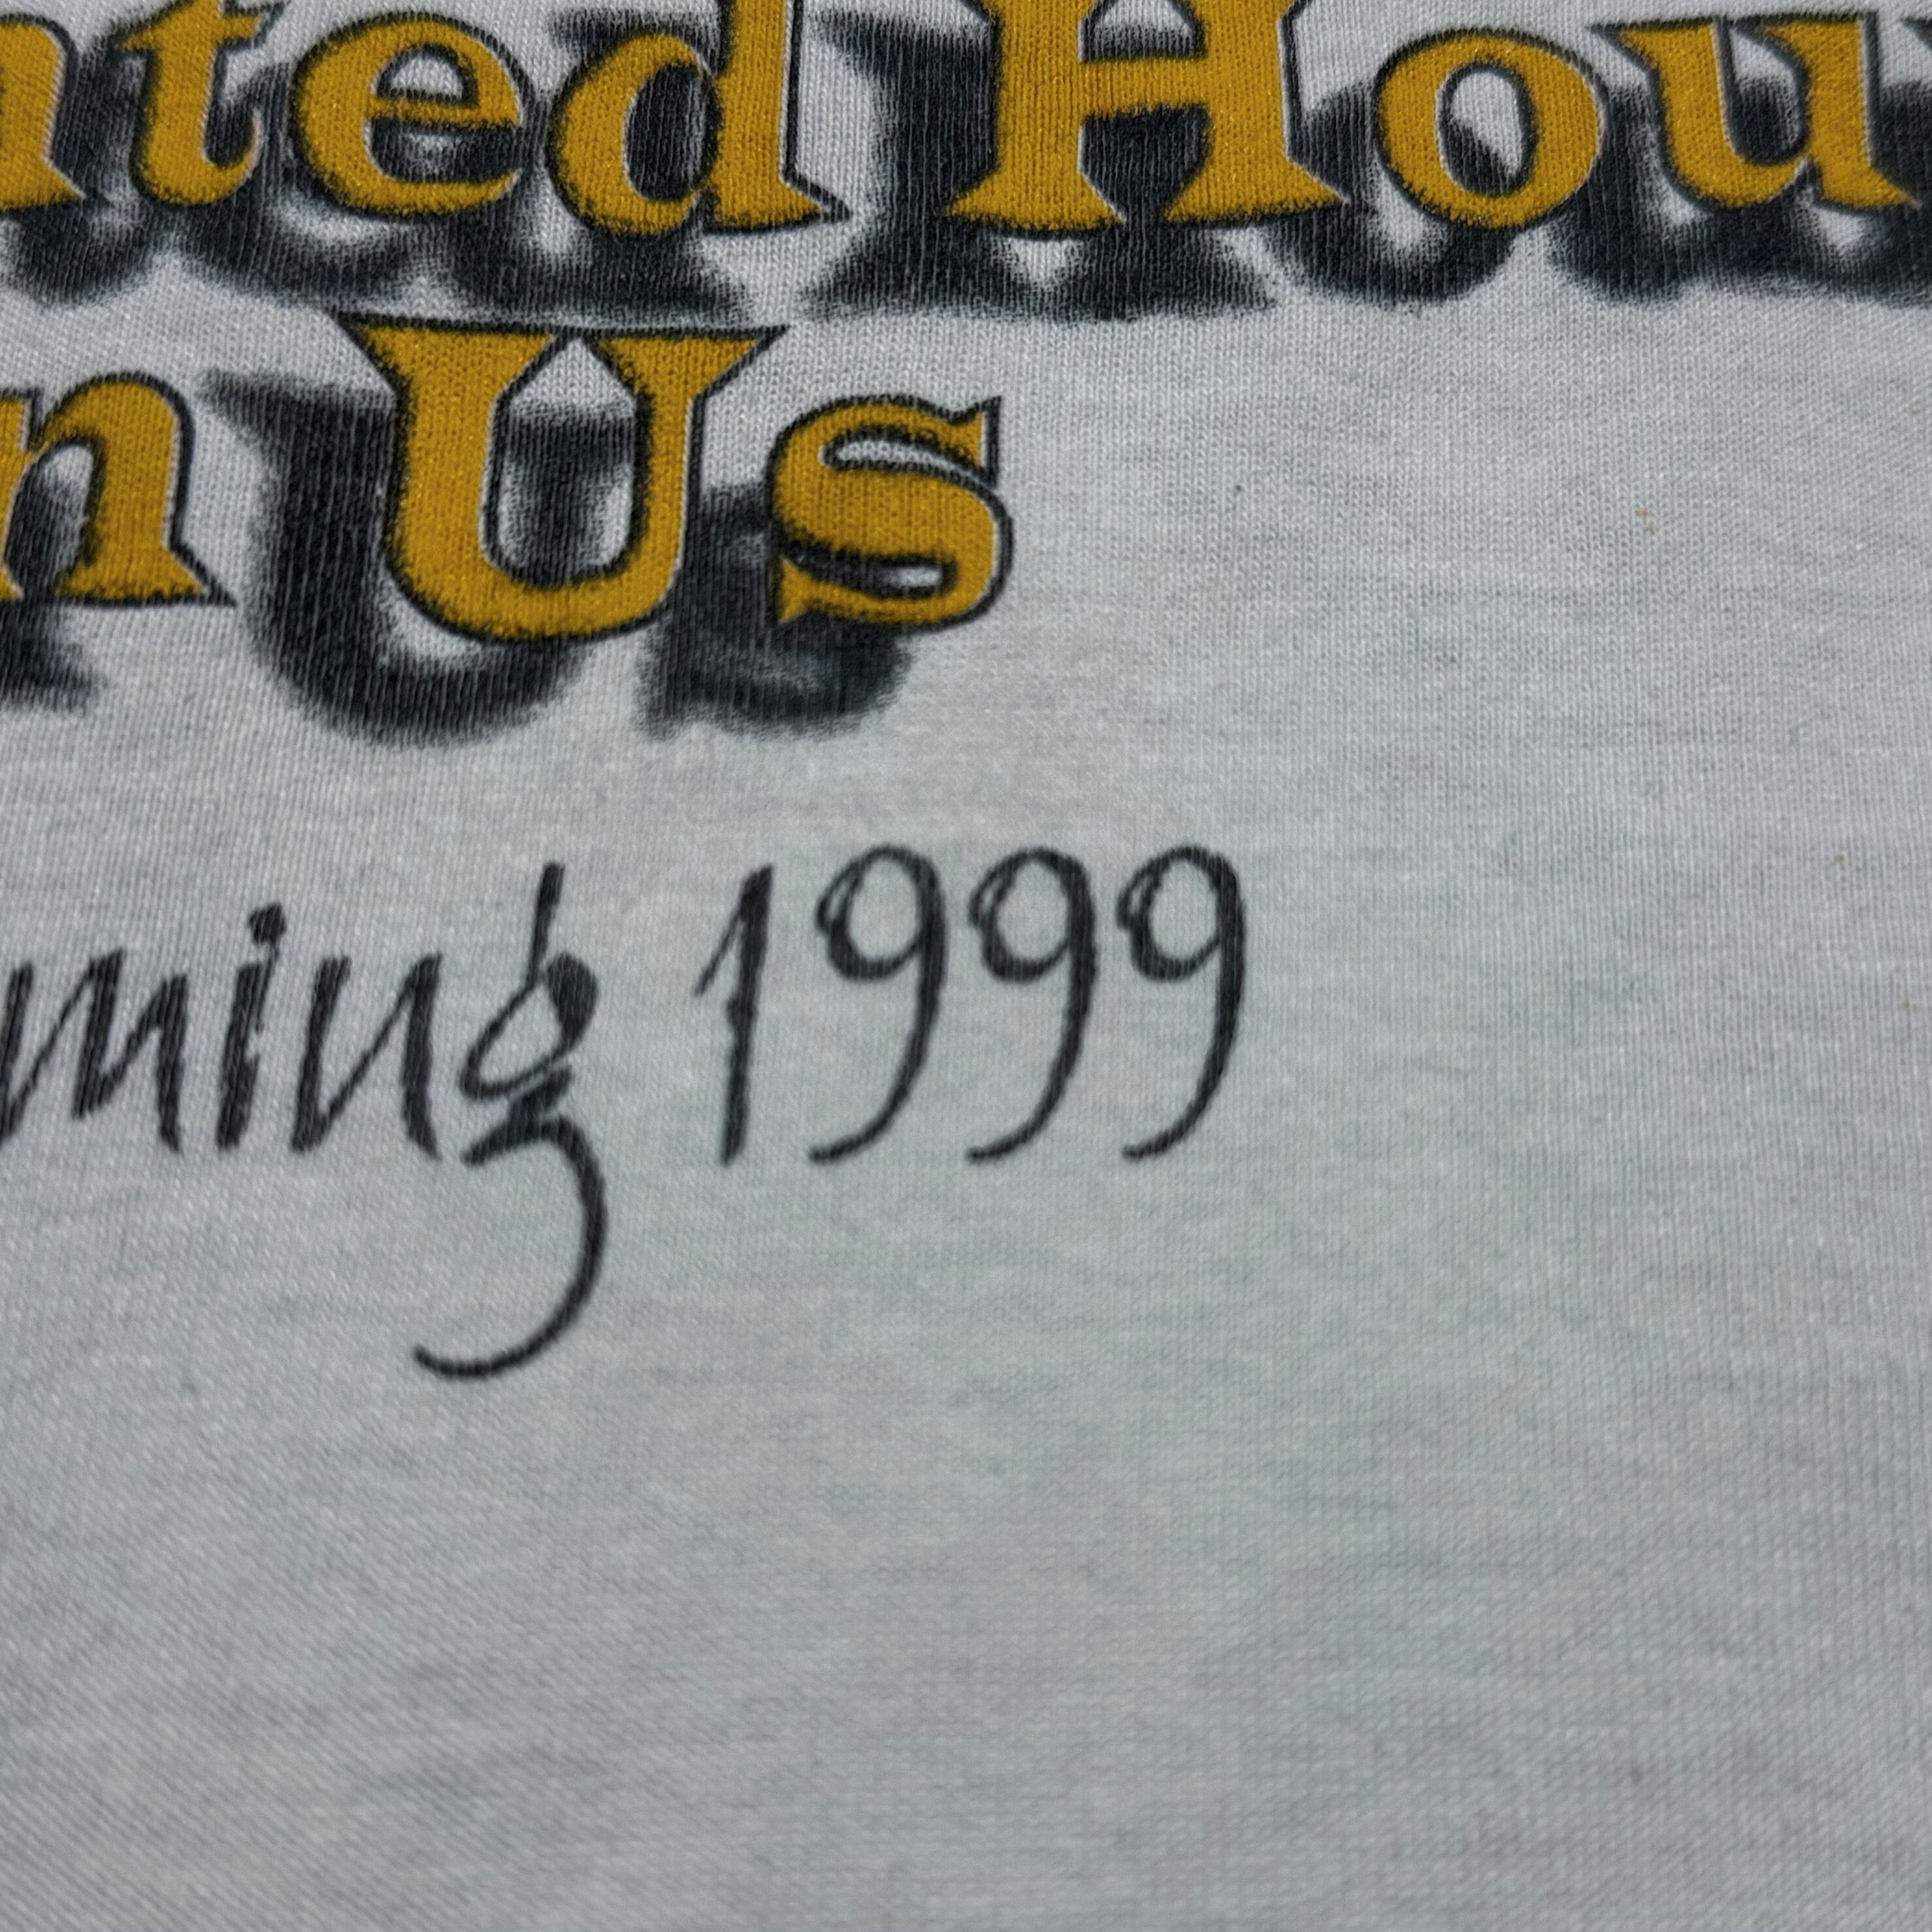 nted Hou
n Us
ming 1999